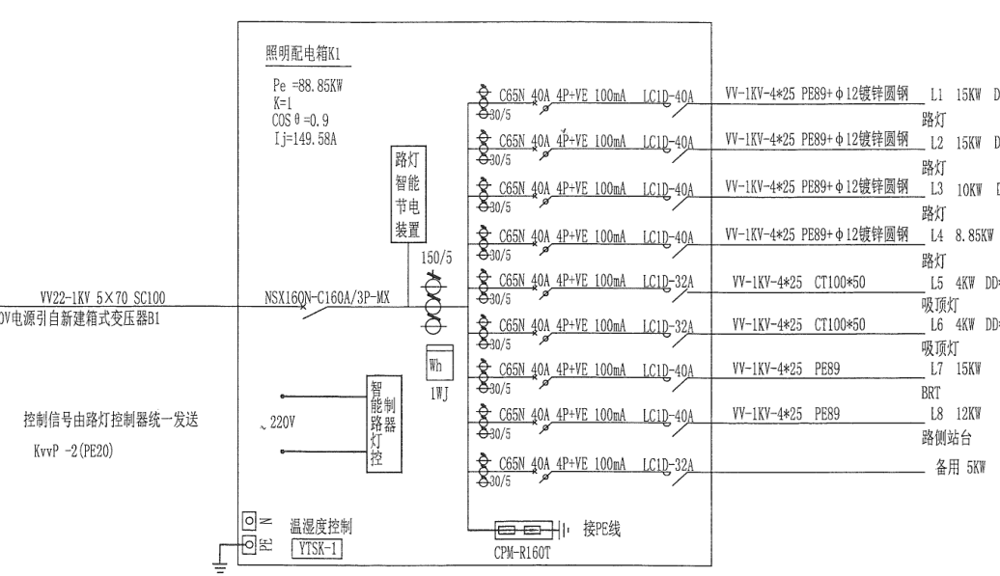 照明配电箱K1
Pe =88.85KW
K=1
COSθ=0.9
Ij=149.58A
路灯
智能
节电
装置
150/5
VV22-1KV 5×70 SC100
0V电源引自新建箱式变压器B1
NSX160N-C160A/3P-MX
Wh
1WJ
控制信号由路灯控制器统一发送
KvvP -2(PE20)
~220V
智能路灯控
制器
N
PE
温湿度控制
YTSK-1
C65N 40A 4P+VE 100mA LC1D-40A VV-1KV-4*25 PE89+φ12镀锌圆钢 L1 15KW D
30/5
路灯
C65N 40A 4P+VE 100mA LC1D-40A VV-1KV-4*25 PE89+φ12镀锌圆钢 L2 15KW D
30/5
路灯
C65N 40A 4P+VE 100mA LC1D-40A VV-1KV-4*25 PE89+φ12镀锌圆钢 L3 10KW
30/5
路灯
C65N 40A 4P+VE 100mA LC1D-40A VV-1KV-4*25 PE89+φ12镀锌圆钢 L4 8.85KW
30/5
路灯
C65N 40A 4P+VE 100mA LC1D-32A VV-1KV-4*25 CT100*50 L5 4KW DD=
30/5
吸顶灯
C65N 40A 4P+VE 100mA LC1D-32A VV-1KV-4*25 CT100*50 L6 4KW DD=
30/5
吸顶灯
C65N 40A 4P+VE 100mA LC1D-40A VV-1KV-4*25 PE89 L7 15KW
30/5
BRT
C65N 40A 4P+VE 100mA LC1D-40A VV-1KV-4*25 PE89 L8 12KW
30/5
路侧站台
C65N 40A 4P+VE 100mA LC1D-32A 备用 5KW
30/5
接PE线
CPM-R160T